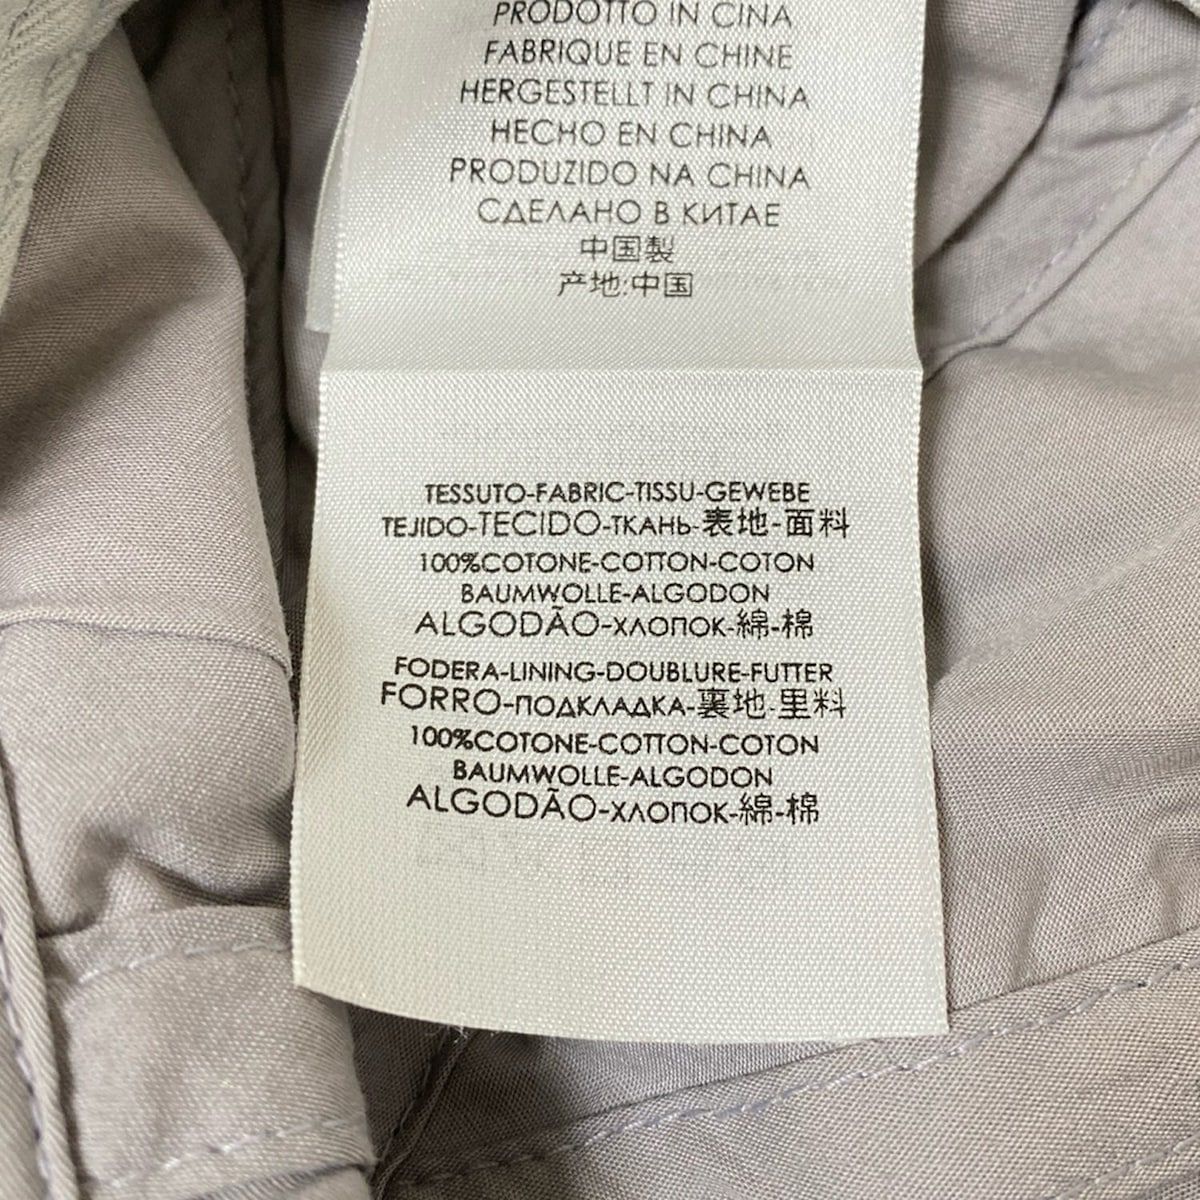 PRODOTTO IN CINA
FABRIQUE EN CHINE
HERGESTELLT IN CHINA
HECHO EN CHINA
PRODUZIDO NA CHINA
СДЕЛАНО В КИТАЕ
中国製
产地:中国
TESSUTO-FABRIC-TISSU-GEWEBE
TEJIDO-TECIDO-ТКАНЬ-表地-面料
100%COTONE-COTTON-COTON
BAUMWOLLE-ALGODON
ALGODÃO-ХЛОПОК-綿-棉
FODERA-LINING-DOUBLURE-FUTTER
FORRO-ПОДКЛАДКА-裏地-里料
100%COTONE-COTTON-COTON
BAUMWOLLE-ALGODON
ALGODÃO-ХЛОПОК-綿-棉